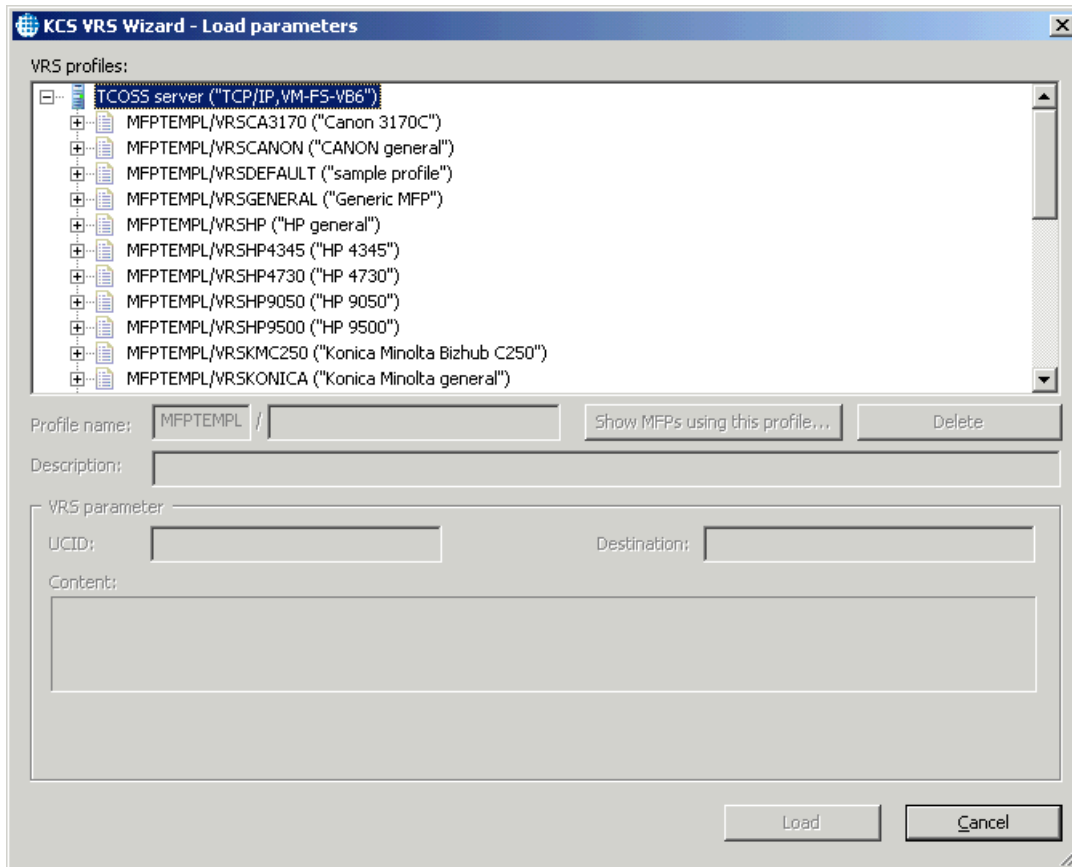 KCS VRS Wizard - Load parameters
VRS profiles:
TCOSS server ("TCP/IP,VM-FS-VB6")
MFPTEMPL/VRSCA3170 ("Canon 3170C")
MFPTEMPL/VRSCANON ("CANON general")
MFPTEMPL/VRSDEFAULT ("sample profile")
MFPTEMPL/VRSGENERAL ("Generic MFP")
MFPTEMPL/VRSHP ("HP general")
MFPTEMPL/VRSHP4345 ("HP 4345")
MFPTEMPL/VRSHP4730 ("HP 4730")
MFPTEMPL/VRSHP9050 ("HP 9050")
MFPTEMPL/VRSHP9500 ("HP 9500")
MFPTEMPL/VRSKMC250 ("Konica Minolta Bizhub C250")
MFPTEMPL/VRSKONICA ("Konica Minolta general")
Profile name: MFPTEMPL / Show MFPs using this profile... Delete
Description:
VRS parameter
UCID: Destination:
Content:
Load Cancel